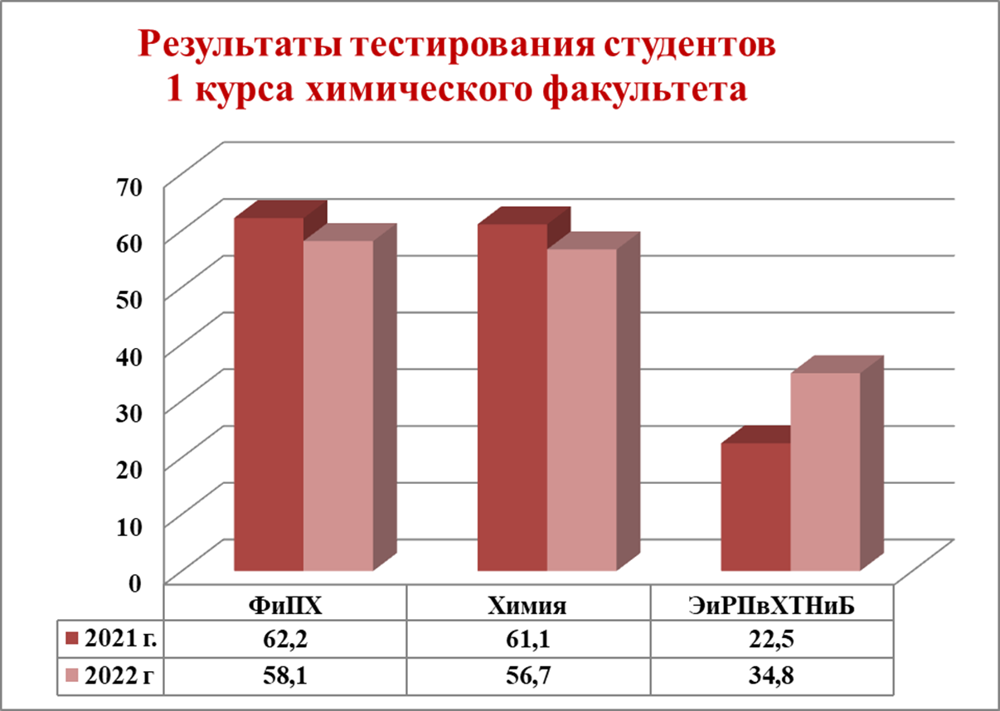 Результаты тестирования студентов
1 курса химического факультета
70
60
50
40
30
20
10
0
ФиПХ Химия ЭиРПвХТНиБ
2021 г. 62,2 61,1 22,5
2022 г 58,1 56,7 34,8